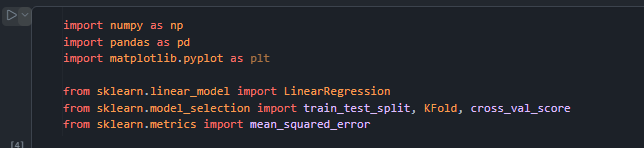 import numpy as np
import pandas as pd
import matplotlib.pyplot as plt
from sklearn.linear_model import LinearRegression
from sklearn.model_selection import train_test_split, KFold, cross_val_score
from sklearn.metrics import mean_squared_error
[4]